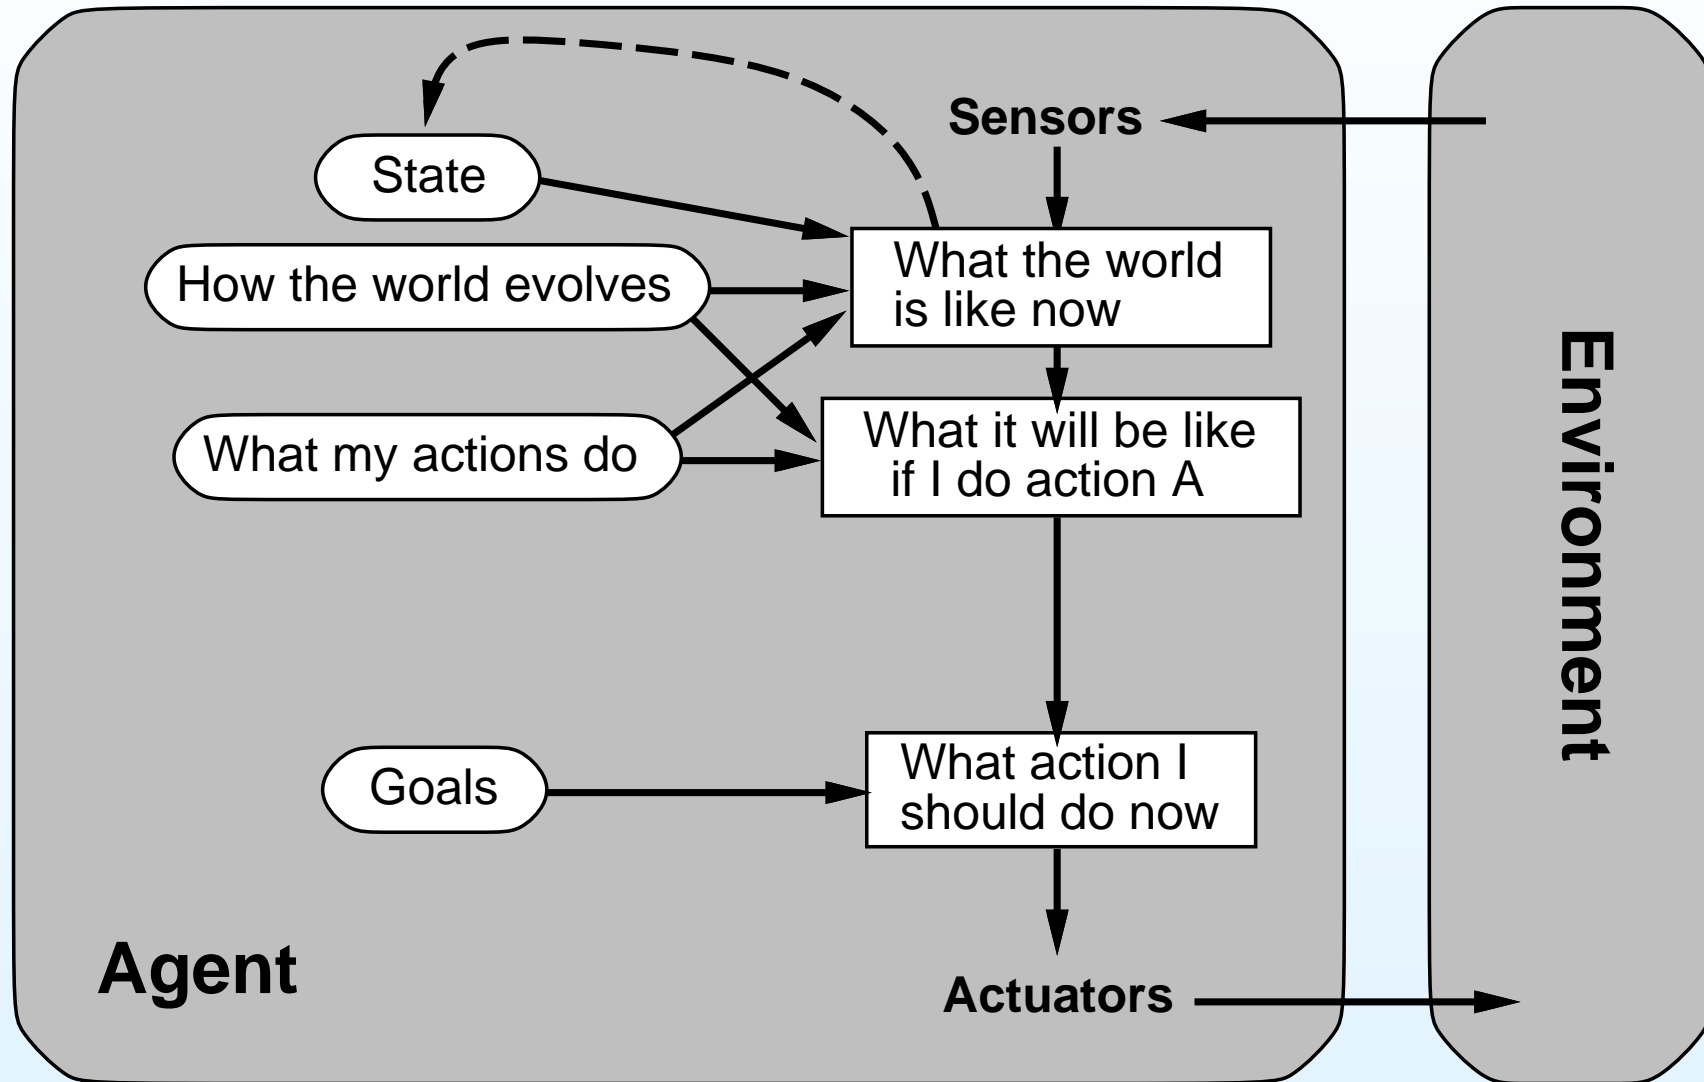 Sensors
State
What the world
is like now
How the world evolves
What it will be like
if I do action A
What my actions do
Environment
Goals
What action I
should do now
Agent
Actuators